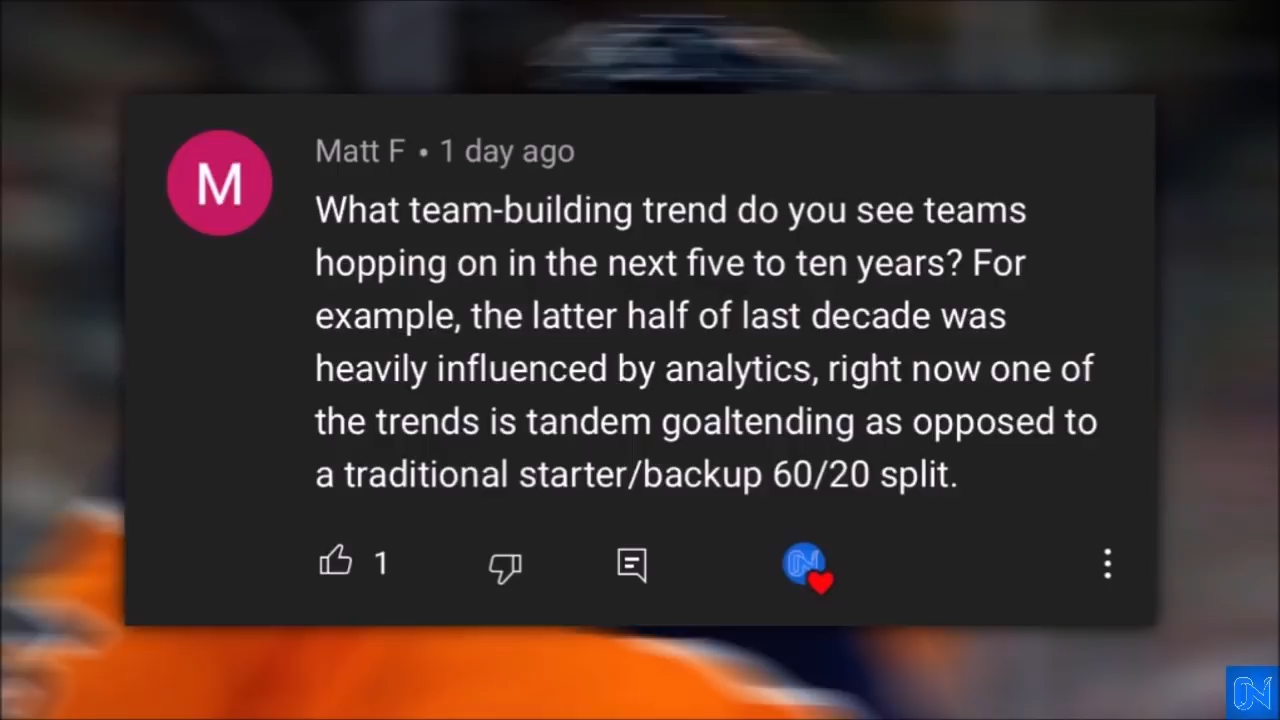 M
Matt F • 1 day ago
What team-building trend do you see teams
hopping on in the next five to ten years? For
example, the latter half of last decade was
heavily influenced by analytics, right now one of
the trends is tandem goaltending as opposed to
a traditional starter/backup 60/20 split.
1
ON
ON